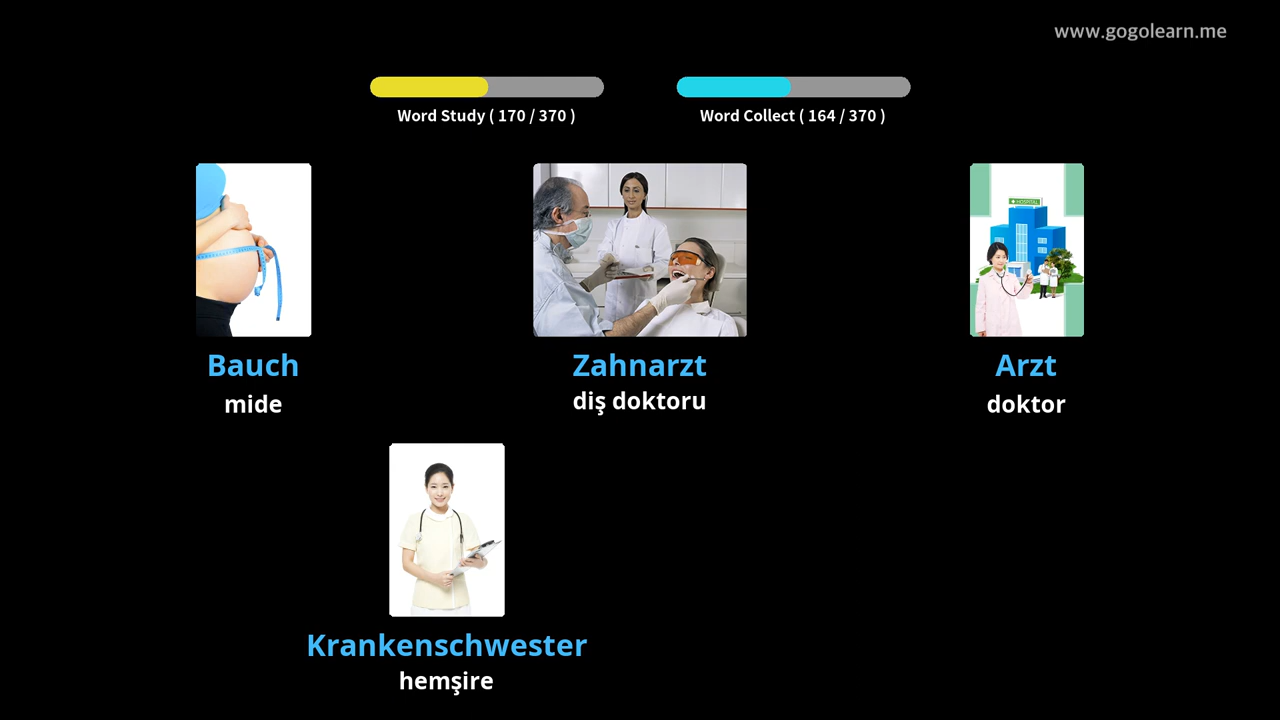 www.gogolearn.me
Word Study ( 170 / 370 )
Word Collect ( 164 / 370 )
HOSPITAL
Bauch
mide
Zahnarzt
diş doktoru
Arzt
doktor
Krankenschwester
hemşire